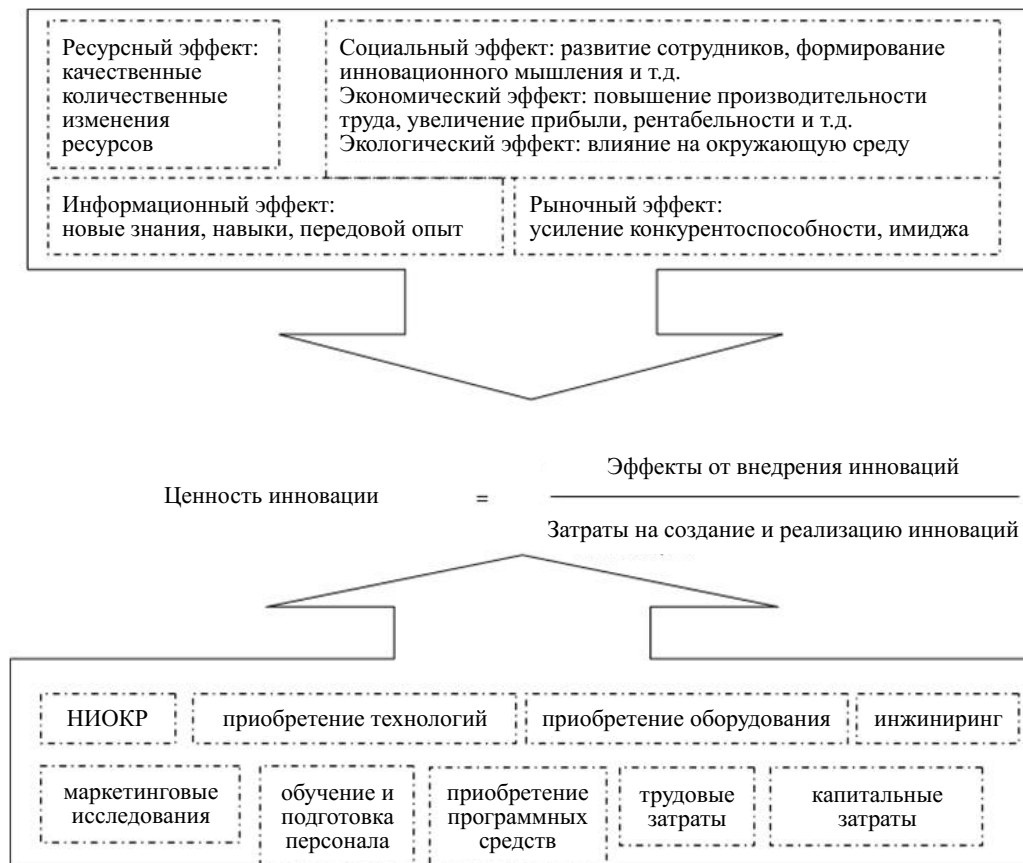 Ресурсный эффект:
качественные
количественные
изменения
ресурсов
Социальный эффект: развитие сотрудников, формирование
инновационного мышления и т.д.
Экономический эффект: повышение производительности
труда, увеличение прибыли, рентабельности и т.д.
Экологический эффект: влияние на окружающую среду
Информационный эффект:
новые знания, навыки, передовой опыт
Рыночный эффект:
усиление конкурентоспособности, имиджа
Эффекты от внедрения инноваций
Ценность инновации =
Затраты на создание и реализацию инноваций
НИОКР
приобретение технологий
приобретение оборудования
инжиниринг
маркетинговые
исследования
обучение и
подготовка
персонала
приобретение
программных
средств
трудовые
затраты
капитальные
затраты